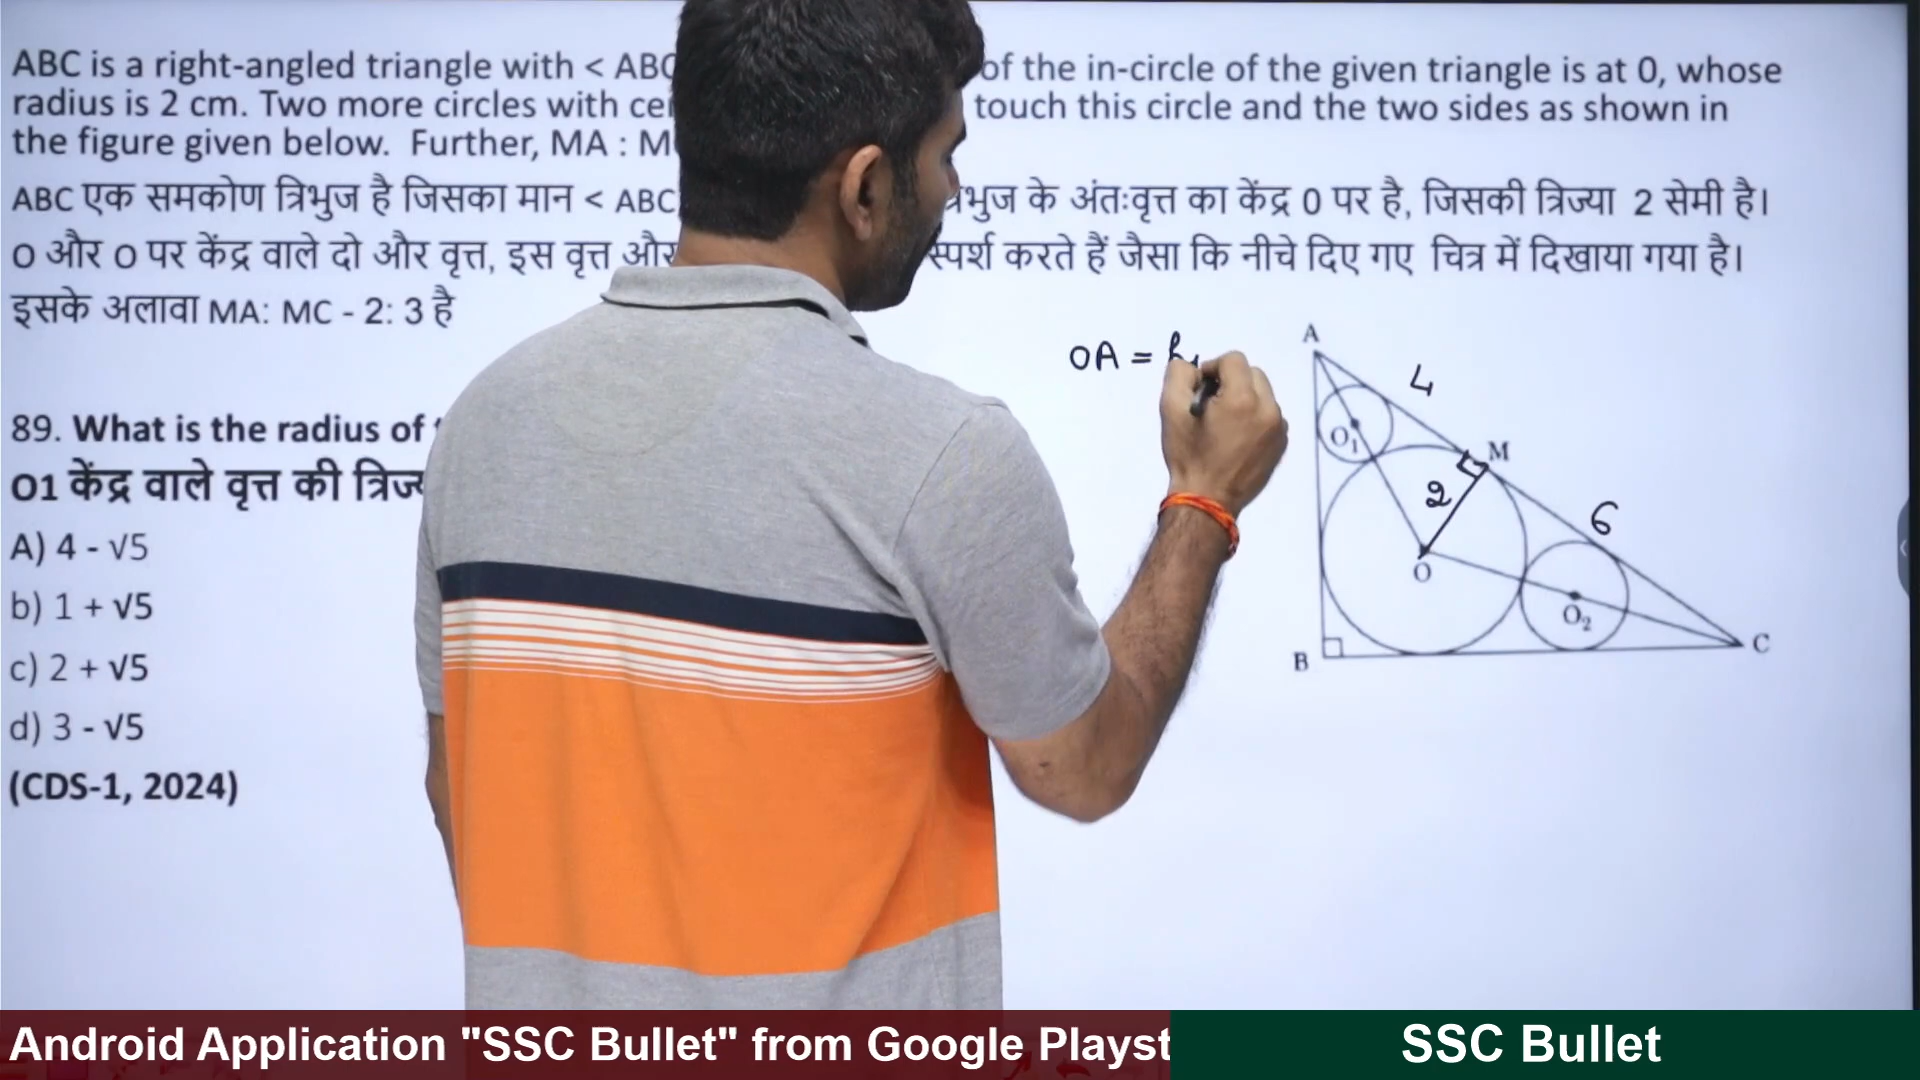 ABC is a right-angled triangle with < ABC of the in-circle of the given triangle is at 0, whose
radius is 2 cm. Two more circles with touch this circle and the two sides as shown in
the figure given below. Further, MA :
ABC एक समकोण त्रिभुज है जिसका मान < ABC के अंतःवृत्त का केंद्र 0 पर है, जिसकी त्रिज्या 2 सेमी है।
O और O पर केंद्र वाले दो और वृत्त, इस वृत्त और स्पर्श करते हैं जैसा कि नीचे दिए गए चित्र में दिखाया गया है।
इसके अलावा MA: MC - 2: 3 है
OA =
A
4
M
O₁
2
6
O
O₂
B
C
89. What is the radius of
O1 केंद्र वाले वृत्त की
A) 4 - √5
b) 1 + √5
c) 2 + √5
d) 3 - √5
(CDS-1, 2024)
Android Application "SSC Bullet" from Google Playst
SSC Bullet